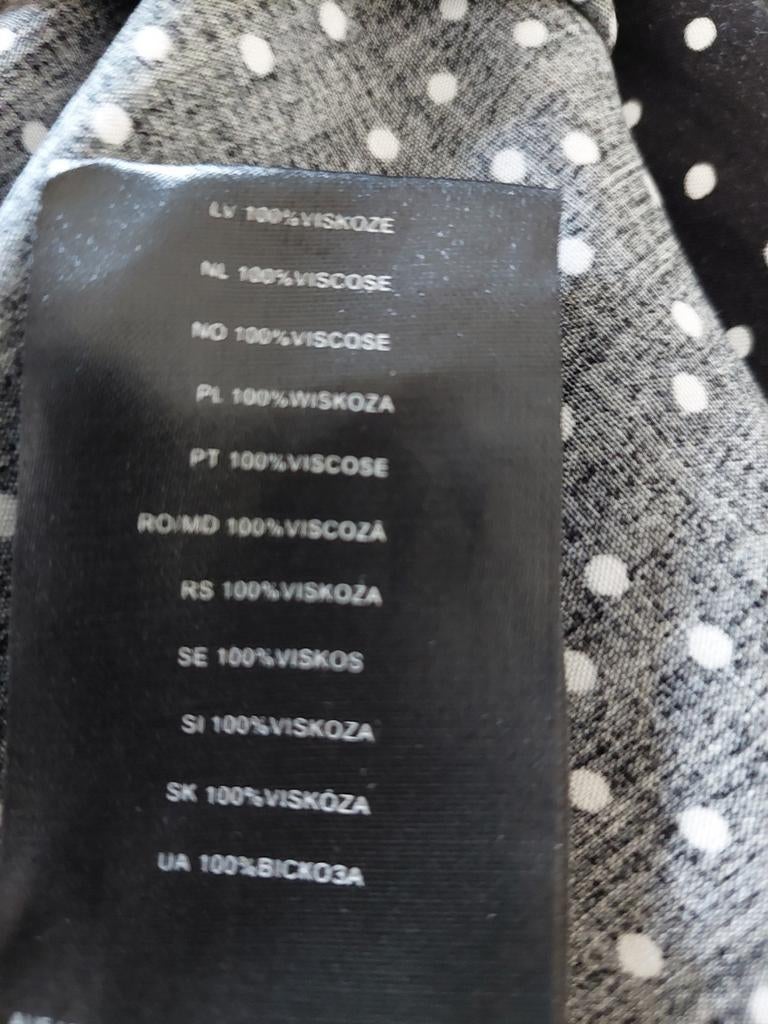 LV 100%VISKOZE
NL 100%VISCOSE
NO 100%VISCOSE
PL 100%WISKOZA
PT 100%VISCOSE
RO/MD 100%VISCOZĂ
RS 100%VISKOZA
SE 100%VISKOS
SI 100%VISKOZA
SK 100%VISKÓZA
UA 100%ВІСКОЗА